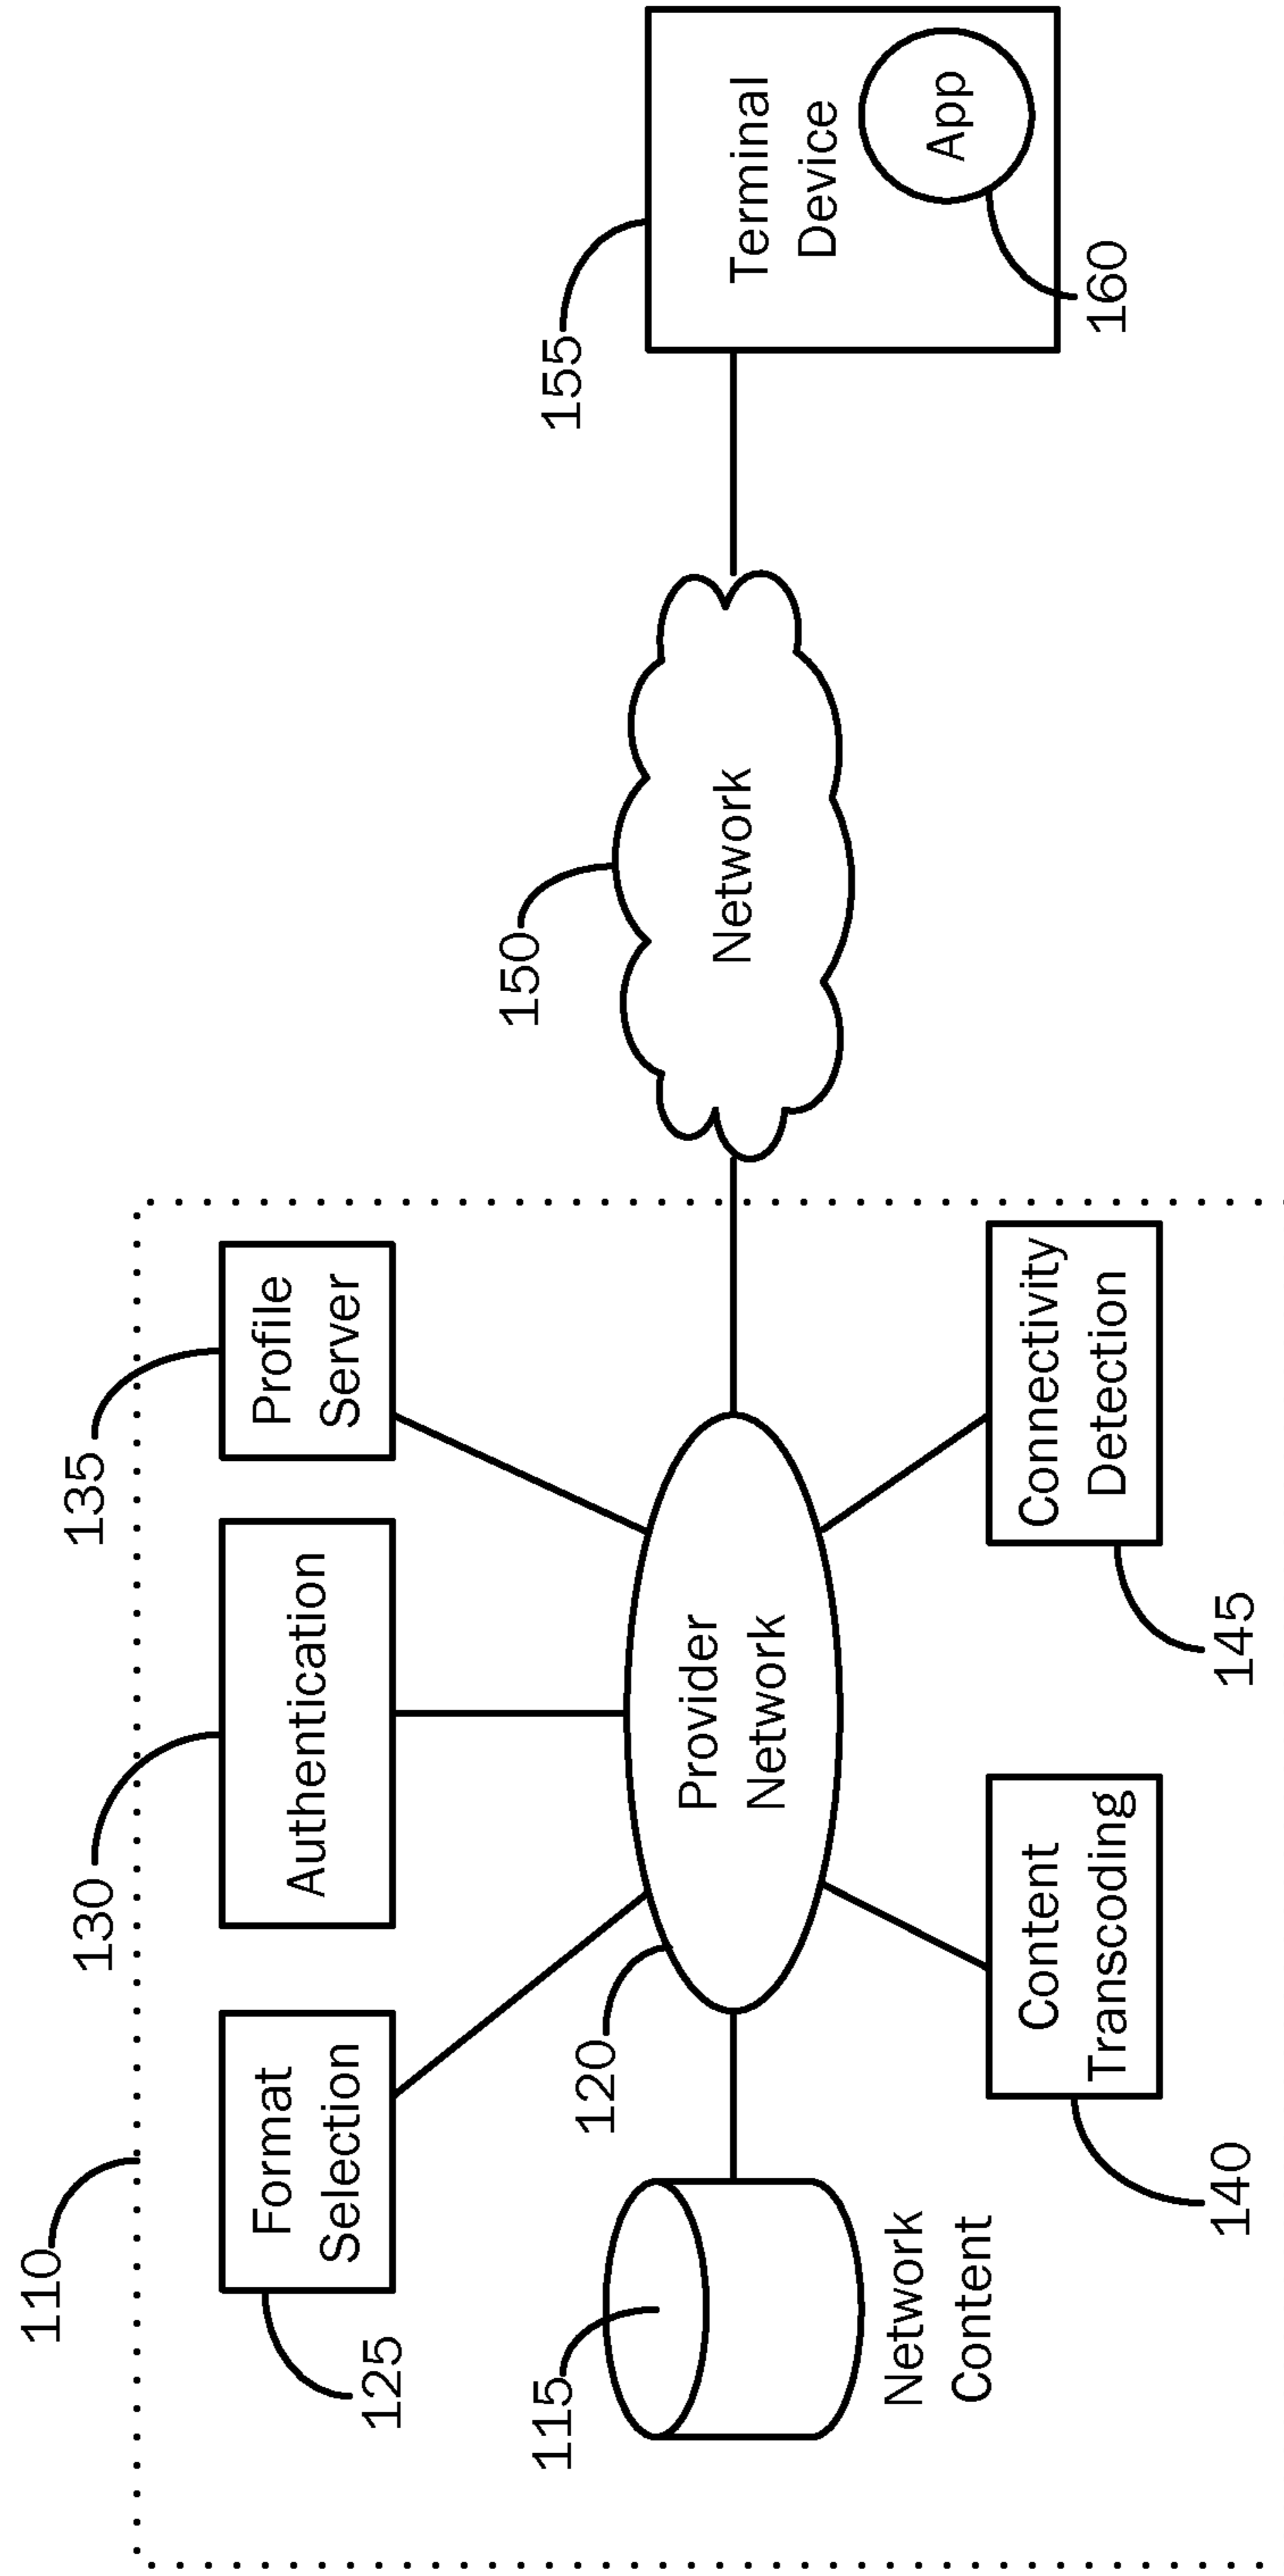 110
125
Format
Selection
130
Authentication
135
Profile
Server
115
Network
Content
120
Provider
Network
140
Content
Transcoding
145
Connectivity
Detection
150
Network
155
Terminal
Device
App
160